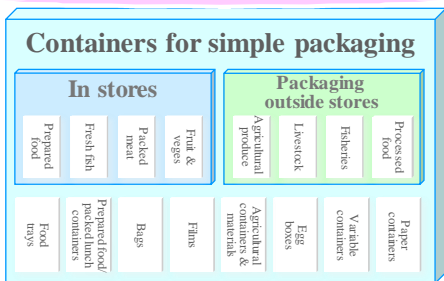 Containers for simple packaging
In stores
Packaging
outside stores
Prepared
food
Fresh fish
Packed
meat
Fruit &
veges
Agricultural
produce
Livestock
Fisheries
Processed
food
Food
trays
Prepared food/
packed lunch
containers
Bags
Films
Agricultural
containers &
materials
Egg
boxes
Variable
containers
Paper
containers